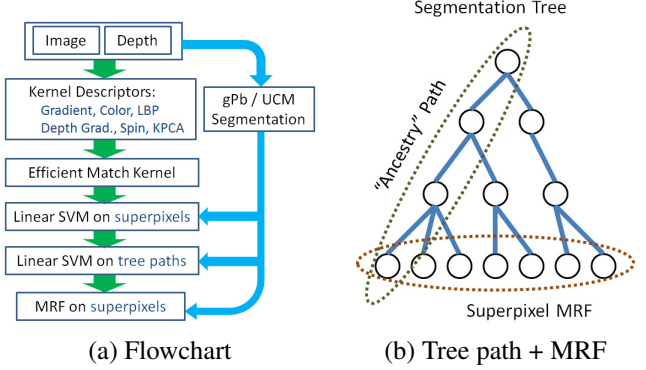 Image
Depth
Kernel Descriptors:
Gradient, Color, LBP
Depth Grad., Spin, KPCA
gPb / UCM
Segmentation
Efficient Match Kernel
Linear SVM on superpixels
Linear SVM on tree paths
MRF on superpixels
(a) Flowchart
Segmentation Tree
"Ancestry" Path
Superpixel MRF
(b) Tree path + MRF